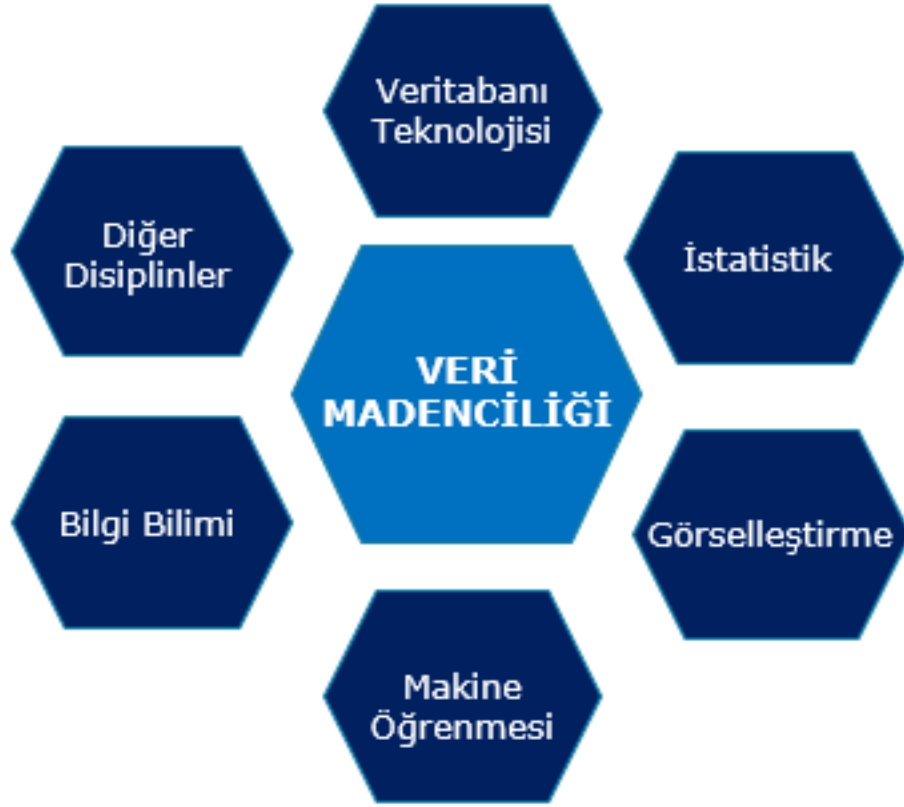 Veritabanı
Teknolojisi
Diğer
Disiplinler
İstatistik
VERİ
MADENCİLİĞİ
Bilgi Bilimi
Görselleştirme
Makine
Öğrenmesi